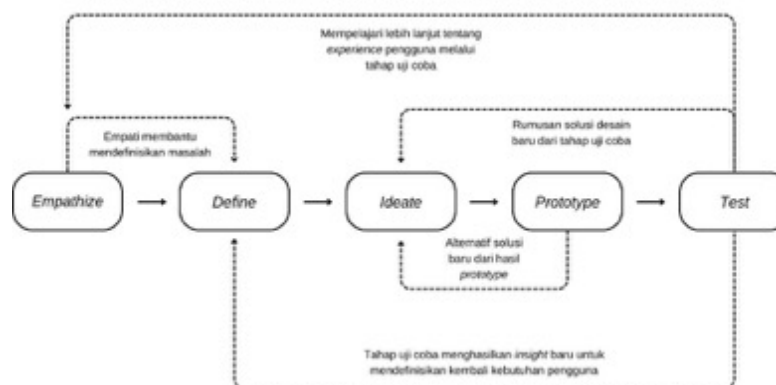 Mempelajari lebih lanjut tentang
experience pengguna melalui
tahap uji coba
Empati membantu
mendefinisikan masalah
Rumusan solusi desain
baru dari tahap uji coba
Empathize
Define
Ideate
Prototype
Test
Alternatif solusi
baru dari hasil
prototype
Tahap uji coba menghasilkan insight baru untuk
mendefinisikan kembali kebutuhan pengguna